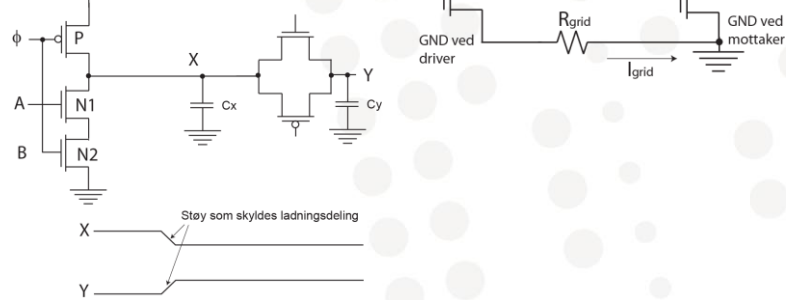 ϕ
P
X
Y
A
N1
Cx
Cy
B
N2
Støy som skyldes ladningsdeling
X
Y
GND ved
driver
Rgrid
Igrid
GND ved
mottaker